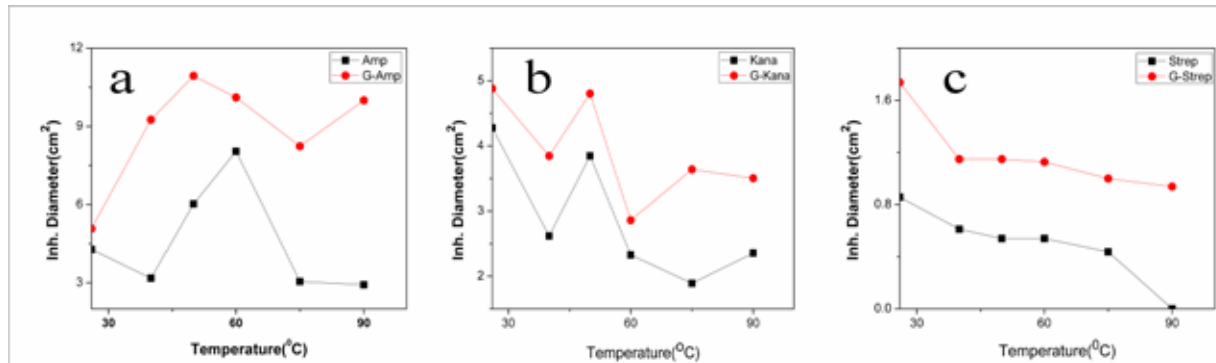 a
Amp
G-Amp
12
9
6
3
Inh. Diameter(cm²)
30 60 90
Temperature(⁰C)
b
Kana
G-Kana
5
4
3
2
Inh. Diameter(cm²)
30 60 90
Temperature(⁰C)
c
Strep
G-Strep
1.6
0.8
0.0
Inh. Diameter(cm²)
30 60 90
Temperature(⁰C)